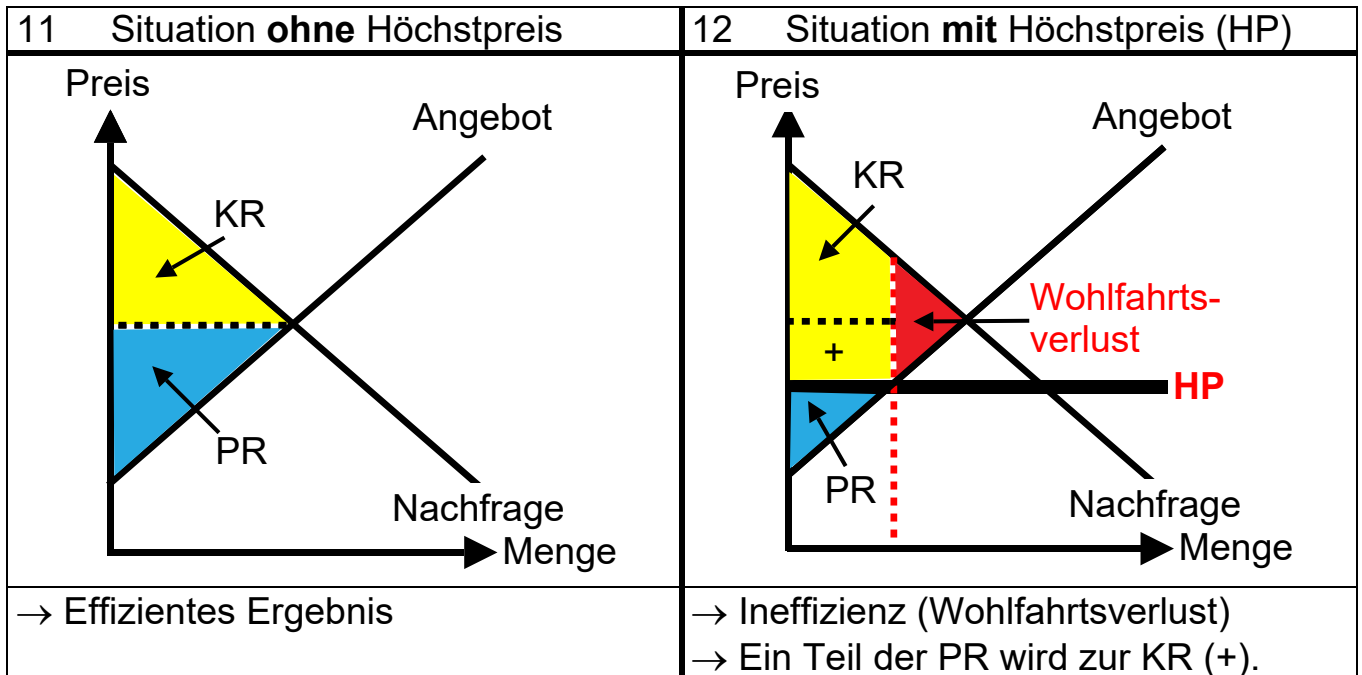 11 Situation ohne Höchstpreis
Preis
Angebot
KR
PR
Nachfrage
Menge
→ Effizientes Ergebnis
12 Situation mit Höchstpreis (HP)
Preis
Angebot
KR
Wohlfahrts-
verlust
+
HP
PR
Nachfrage
Menge
→ Ineffizienz (Wohlfahrtsverlust)
→ Ein Teil der PR wird zur KR (+).